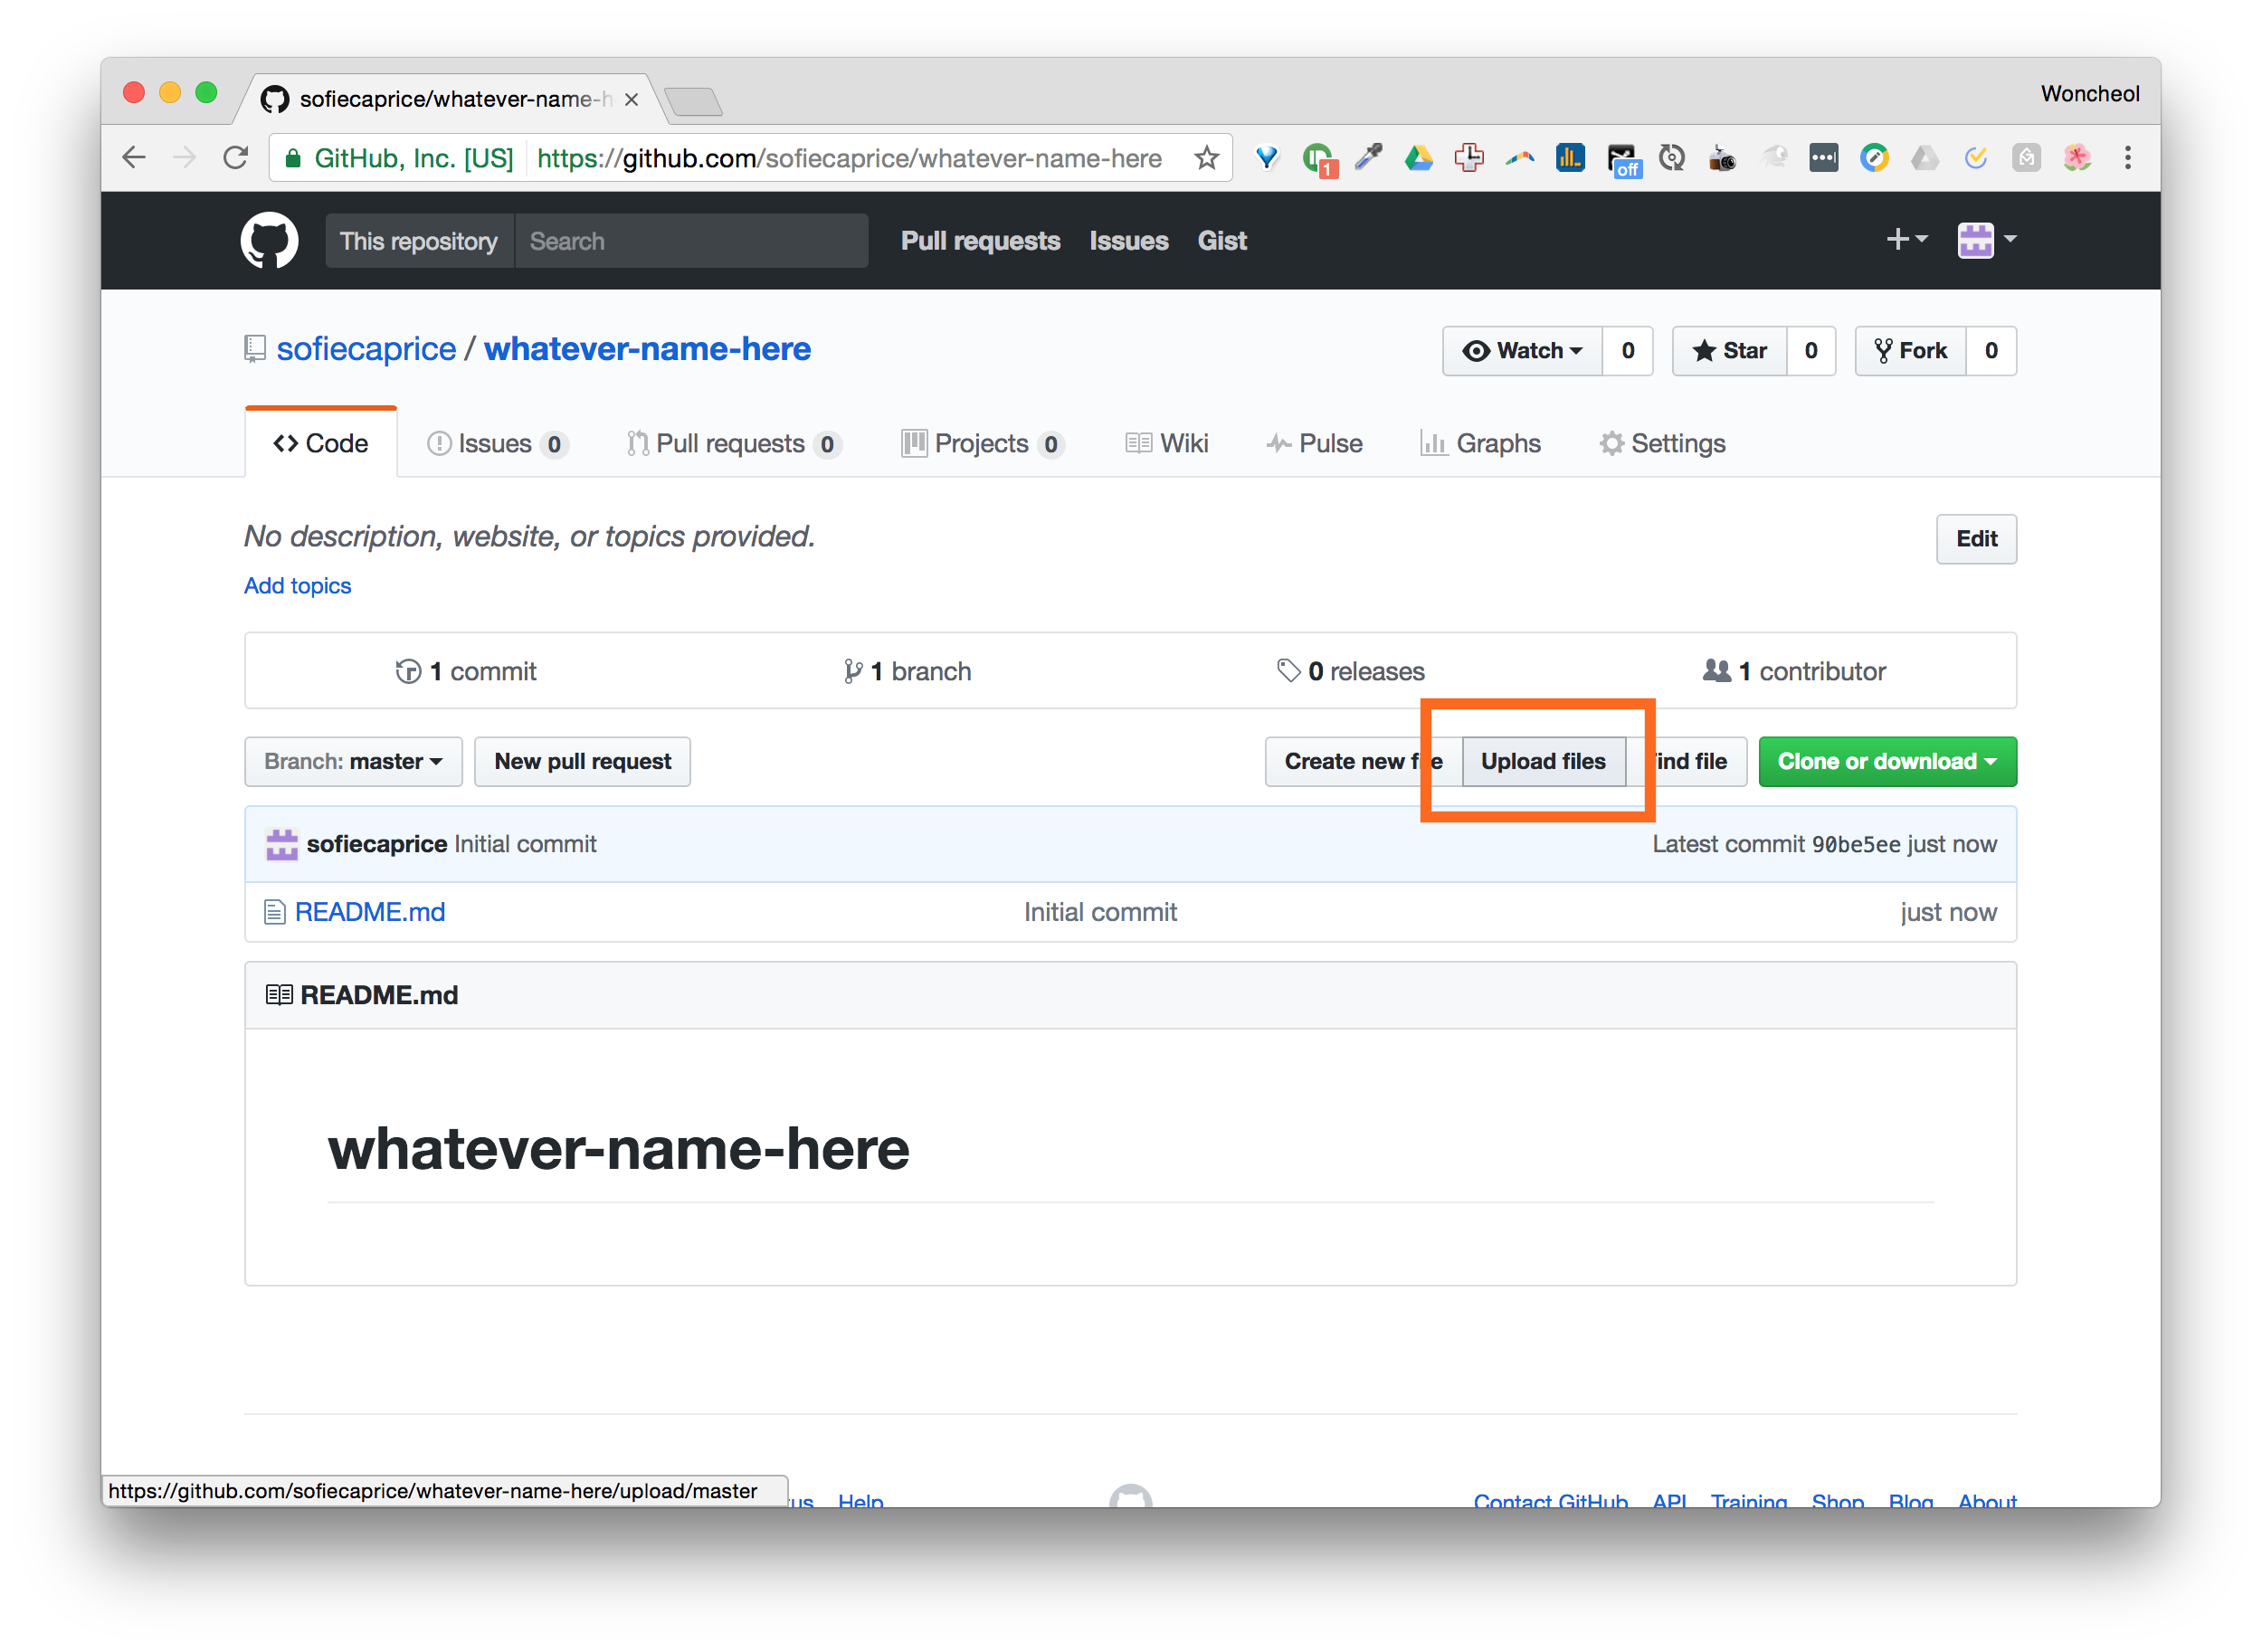 sofiecaprice/whatever-name-h
Woncheol
GitHub, Inc. [US] https://github.com/sofiecaprice/whatever-name-here
1
off
This repository Search Pull requests Issues Gist
sofiecaprice / whatever-name-here
Watch 0 Star 0 Fork 0
Code Issues 0 Pull requests 0 Projects 0 Wiki Pulse Graphs Settings
No description, website, or topics provided.
Edit
Add topics
1 commit 1 branch 0 releases 1 contributor
Branch: master New pull request Create new f e Upload files ind file Clone or download
sofiecaprice Initial commit Latest commit 90be5ee just now
README.md Initial commit just now
README.md
whatever-name-here
https://github.com/sofiecaprice/whatever-name-here/upload/master
Help Contact GitHub API Training Shop Blog About